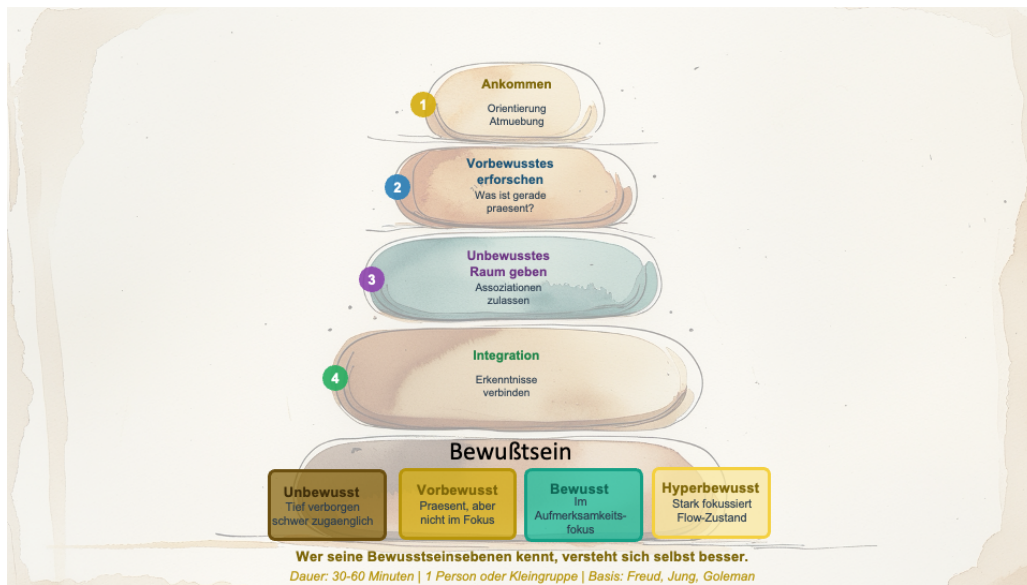 1
Ankommen
Orientierung
Atmuebung
2
Vorbewusstes
erforschen
Was ist gerade
praesent?
3
Unbewusstes
Raum geben
Assoziationen
zulassen
4
Integration
Erkenntnisse
verbinden
Bewußtsein
Unbewusst
Tief verborgen
schwer zugaenglich
Vorbewusst
Praesent, aber
nicht im Fokus
Bewusst
Im
Aufmerksamkeits-
fokus
Hyperbewusst
Stark fokussiert
Flow-Zustand
Wer seine Bewusstseinsebenen kennt, versteht sich selbst besser.
Dauer: 30-60 Minuten | 1 Person oder Kleingruppe | Basis: Freud, Jung, Goleman